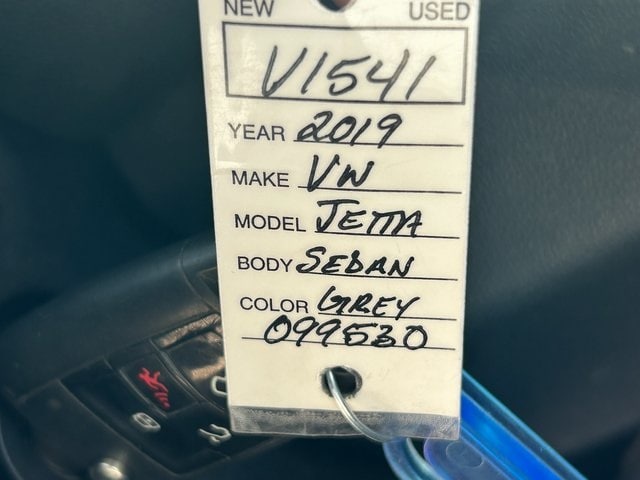 NEW USED
V1541
YEAR 2019
MAKE VW
MODEL JETTA
BODY SEDAN
COLOR GREY
099530